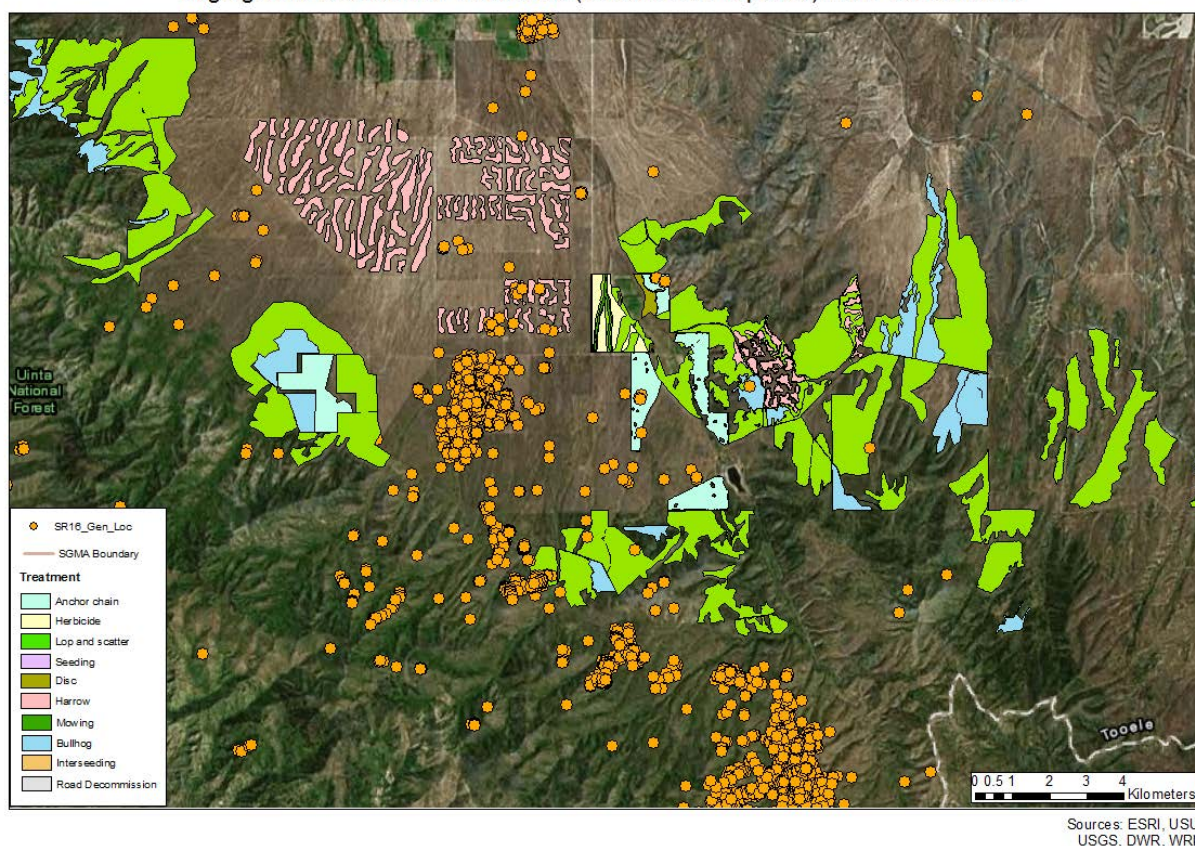 Uinta
National
Forest
SR16_Gen_Loc
SGMA Boundary
Treatment
Anchor chain
Herbicide
Lop and scatter
Seeding
Disc
Harrow
Mowing
Bullhog
Interseeding
Road Decommission
Tooele
0 0.5 1 2 3 4
Kilometers
Sources: ESRI, USU
USGS, DWR, WRI